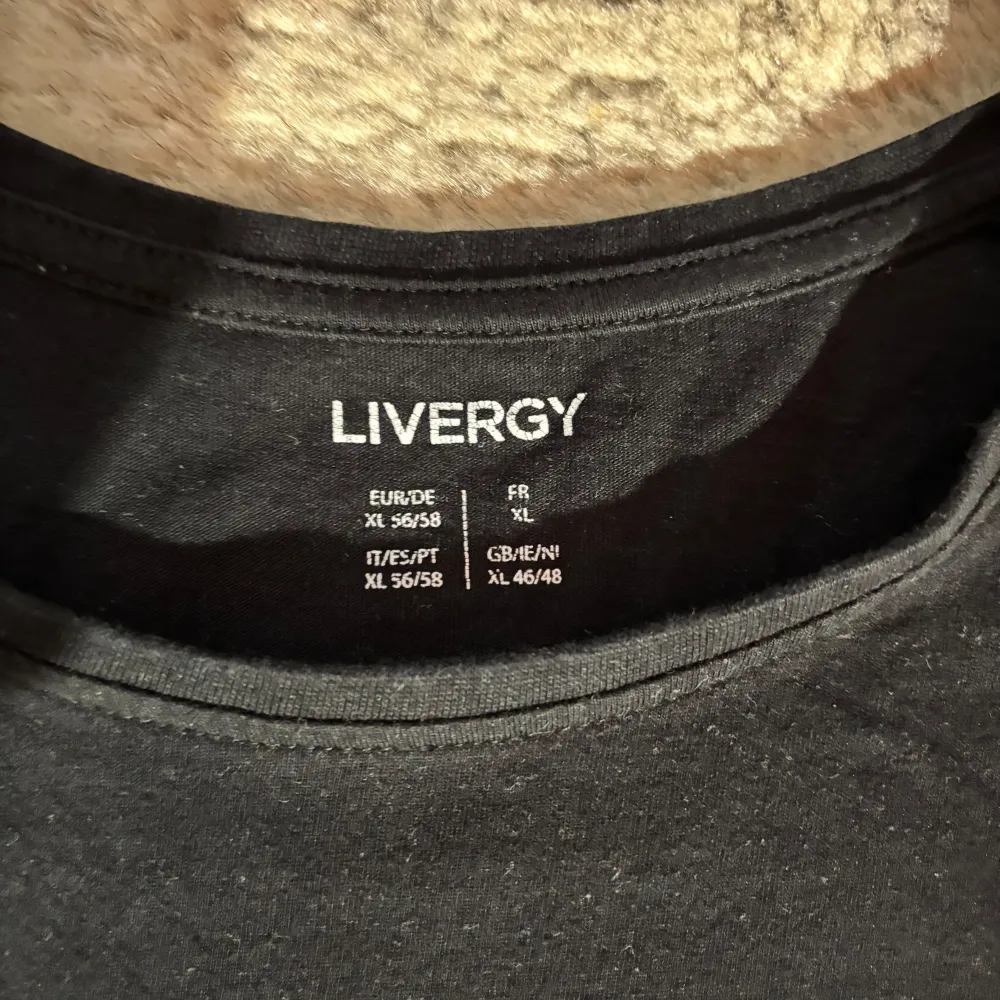 LIVERGY
EUR/DE
XL 56/58
FR
XL
IT/ES/PT
XL 56/58
GB/IE/NI
XL 46/48